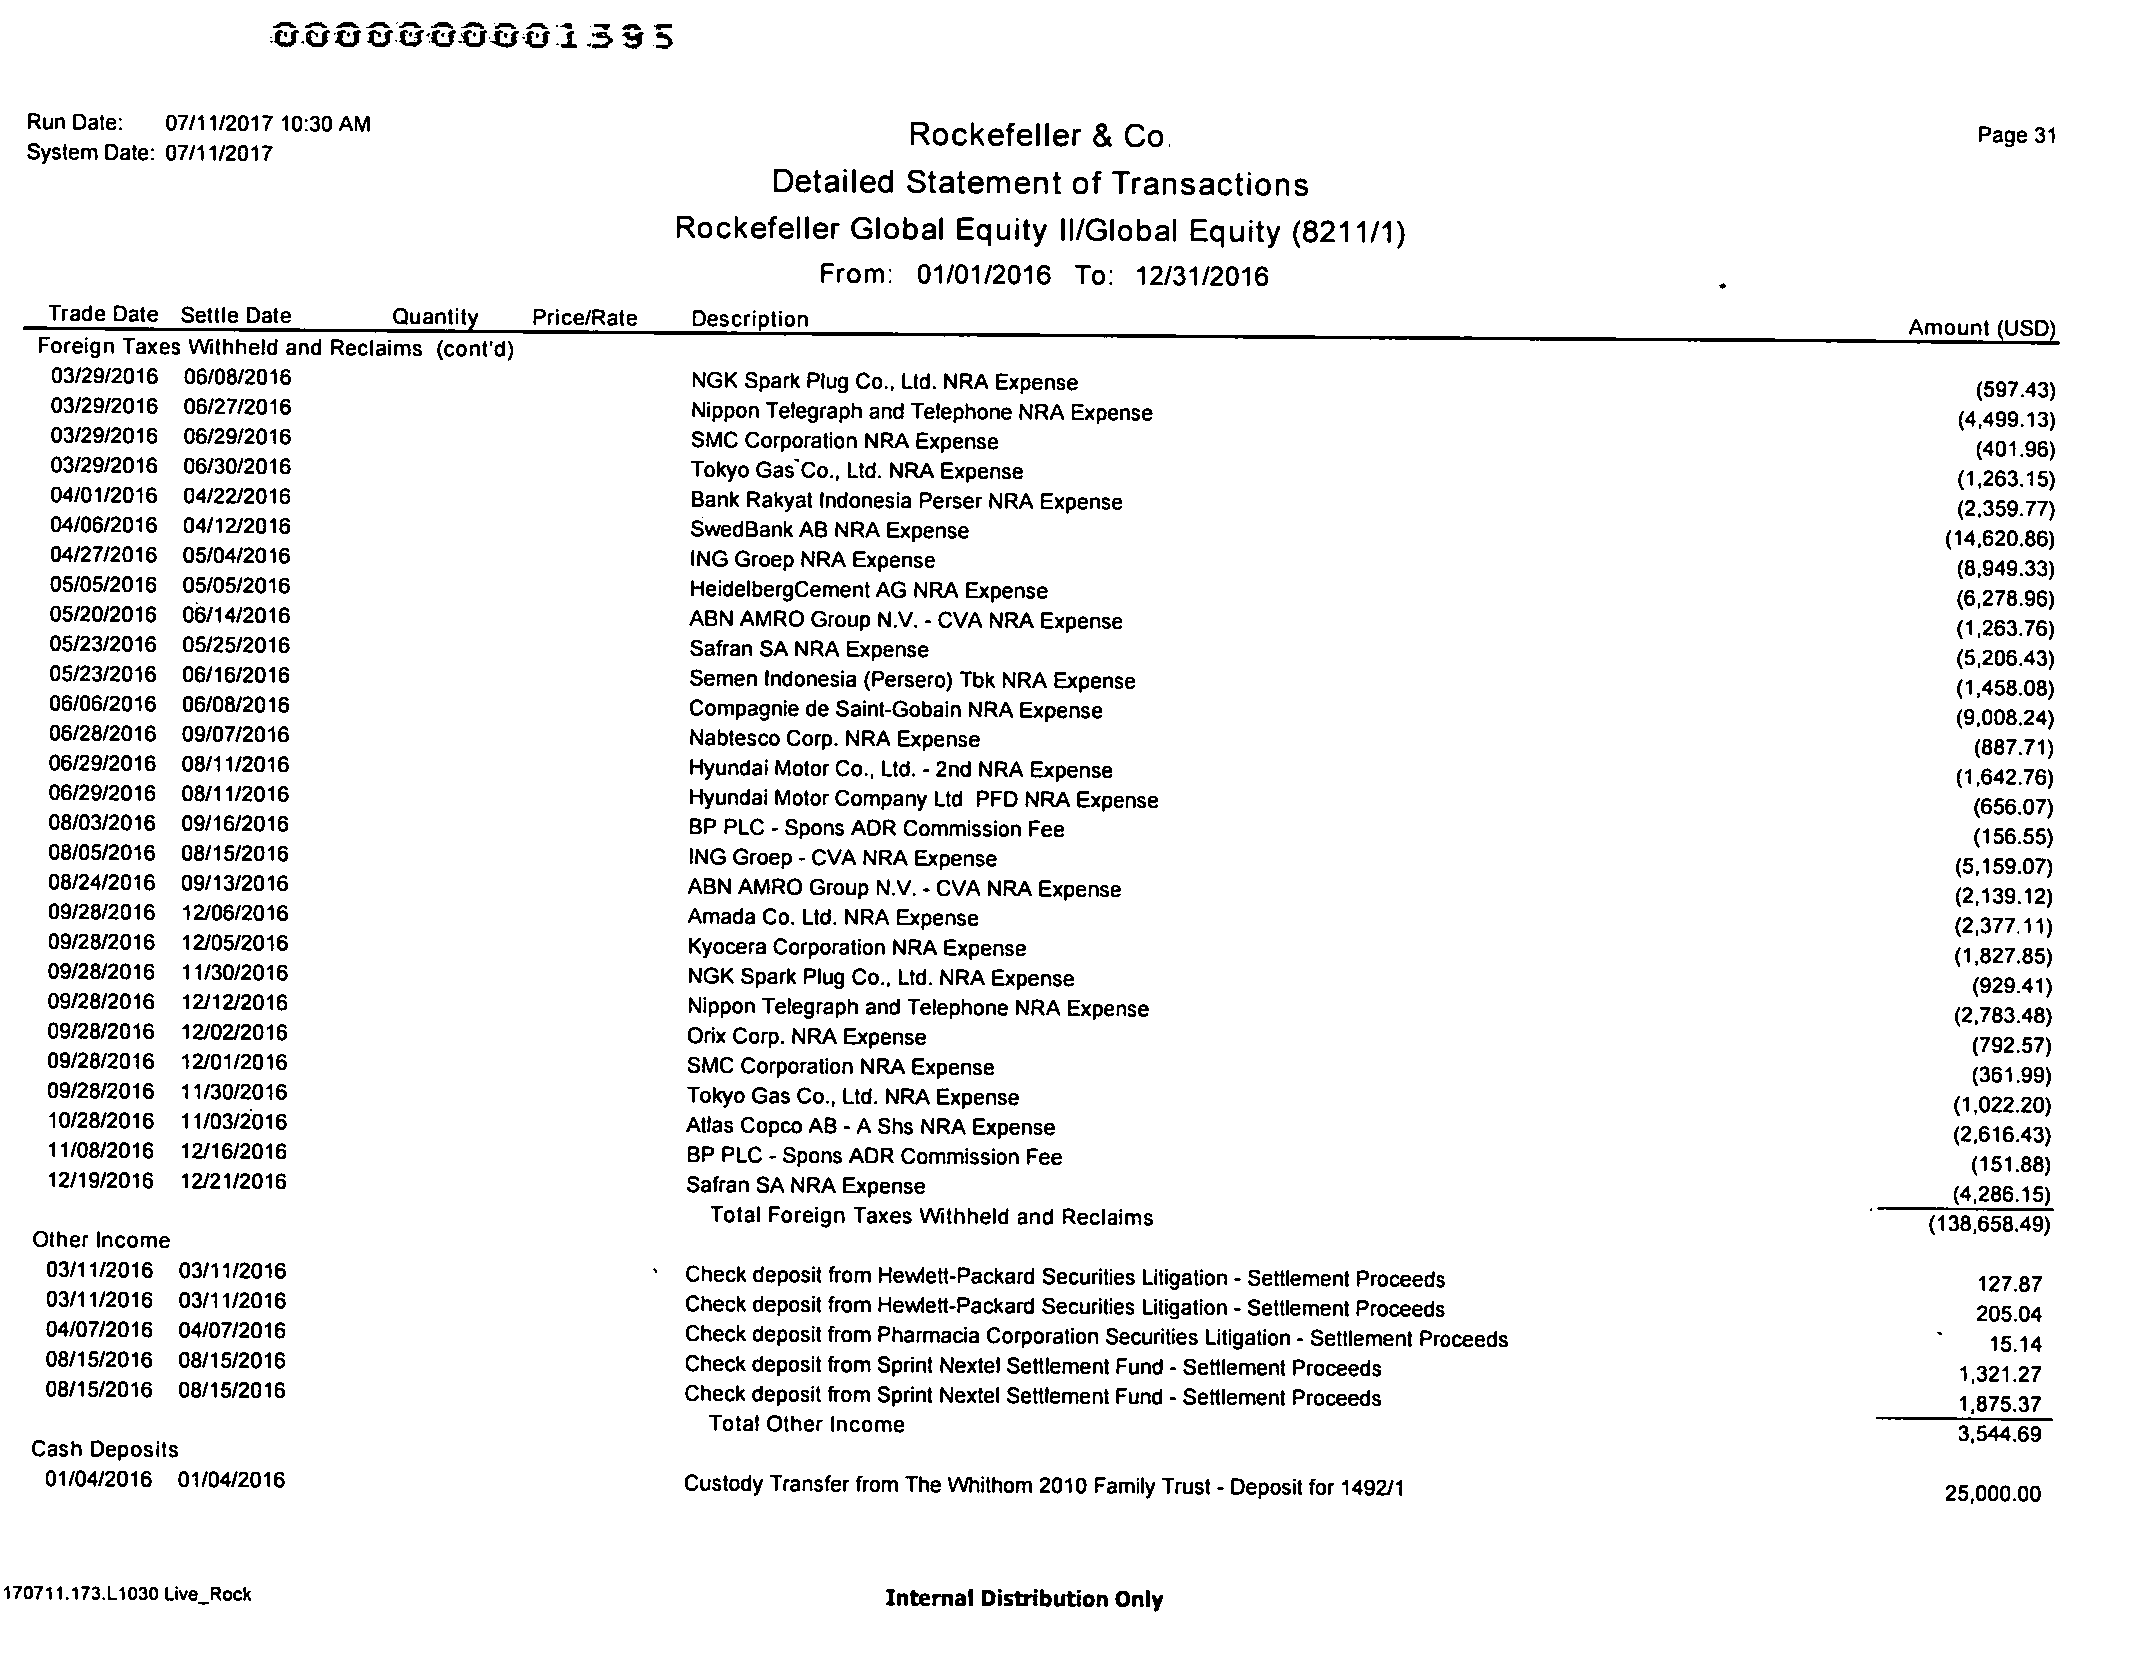 0000000001395
Run Date: 07/11/2017 10:30 AM
System Date: 07/11/2017
Rockefeller & Co.
Page 31
Detailed Statement of Transactions
Rockefeller Global Equity II/Global Equity (8211/1)
From: 01/01/2016 To: 12/31/2016
Trade Date Settle Date Quantity Price/Rate Description Amount (USD)
Foreign Taxes Withheld and Reclaims (cont'd)
03/29/2016 06/08/2016 NGK Spark Plug Co., Ltd. NRA Expense (597.43)
03/29/2016 06/27/2016 Nippon Telegraph and Telephone NRA Expense (4,499.13)
03/29/2016 06/29/2016 SMC Corporation NRA Expense (401.96)
03/29/2016 06/30/2016 Tokyo Gas Co., Ltd. NRA Expense (1,263.15)
04/01/2016 04/22/2016 Bank Rakyat Indonesia Perser NRA Expense (2,359.77)
04/06/2016 04/12/2016 SwedBank AB NRA Expense (14,620.86)
04/27/2016 05/04/2016 ING Groep NRA Expense (8,949.33)
05/05/2016 05/05/2016 HeidelbergCement AG NRA Expense (6,278.96)
05/20/2016 06/14/2016 ABN AMRO Group N.V. - CVA NRA Expense (1,263.76)
05/23/2016 05/25/2016 Safran SA NRA Expense (5,206.43)
05/23/2016 06/16/2016 Semen Indonesia (Persero) Tbk NRA Expense (1,458.08)
06/06/2016 06/08/2016 Compagnie de Saint-Gobain NRA Expense (9,008.24)
06/28/2016 09/07/2016 Nabtesco Corp. NRA Expense (887.71)
06/29/2016 08/11/2016 Hyundai Motor Co., Ltd. - 2nd NRA Expense (1,642.76)
06/29/2016 08/11/2016 Hyundai Motor Company Ltd PFD NRA Expense (656.07)
08/03/2016 09/16/2016 BP PLC - Spons ADR Commission Fee (156.55)
08/05/2016 08/15/2016 ING Groep - CVA NRA Expense (5,159.07)
08/24/2016 09/13/2016 ABN AMRO Group N.V. - CVA NRA Expense (2,139.12)
09/28/2016 12/06/2016 Amada Co. Ltd. NRA Expense (2,377.11)
09/28/2016 12/05/2016 Kyocera Corporation NRA Expense (1,827.85)
09/28/2016 11/30/2016 NGK Spark Plug Co., Ltd. NRA Expense (929.41)
09/28/2016 12/12/2016 Nippon Telegraph and Telephone NRA Expense (2,783.48)
09/28/2016 12/02/2016 Orix Corp. NRA Expense (792.57)
09/28/2016 12/01/2016 SMC Corporation NRA Expense (361.99)
09/28/2016 11/30/2016 Tokyo Gas Co., Ltd. NRA Expense (1,022.20)
10/28/2016 11/03/2016 Atlas Copco AB - A Shs NRA Expense (2,616.43)
11/08/2016 12/16/2016 BP PLC - Spons ADR Commission Fee (151.88)
12/19/2016 12/21/2016 Safran SA NRA Expense (4,286.15)
Total Foreign Taxes Withheld and Reclaims (138,658.49)
Other Income
03/11/2016 03/11/2016 Check deposit from Hewlett-Packard Securities Litigation - Settlement Proceeds 127.87
03/11/2016 03/11/2016 Check deposit from Hewlett-Packard Securities Litigation - Settlement Proceeds 205.04
04/07/2016 04/07/2016 Check deposit from Pharmacia Corporation Securities Litigation - Settlement Proceeds 15.14
08/15/2016 08/15/2016 Check deposit from Sprint Nextel Settlement Fund - Settlement Proceeds 1,321.27
08/15/2016 08/15/2016 Check deposit from Sprint Nextel Settlement Fund - Settlement Proceeds 1,875.37
Total Other Income 3,544.69
Cash Deposits
01/04/2016 01/04/2016 Custody Transfer from The Whithom 2010 Family Trust - Deposit for 1492/1 25,000.00
170711.173.L1030 Live_Rock
Internal Distribution Only